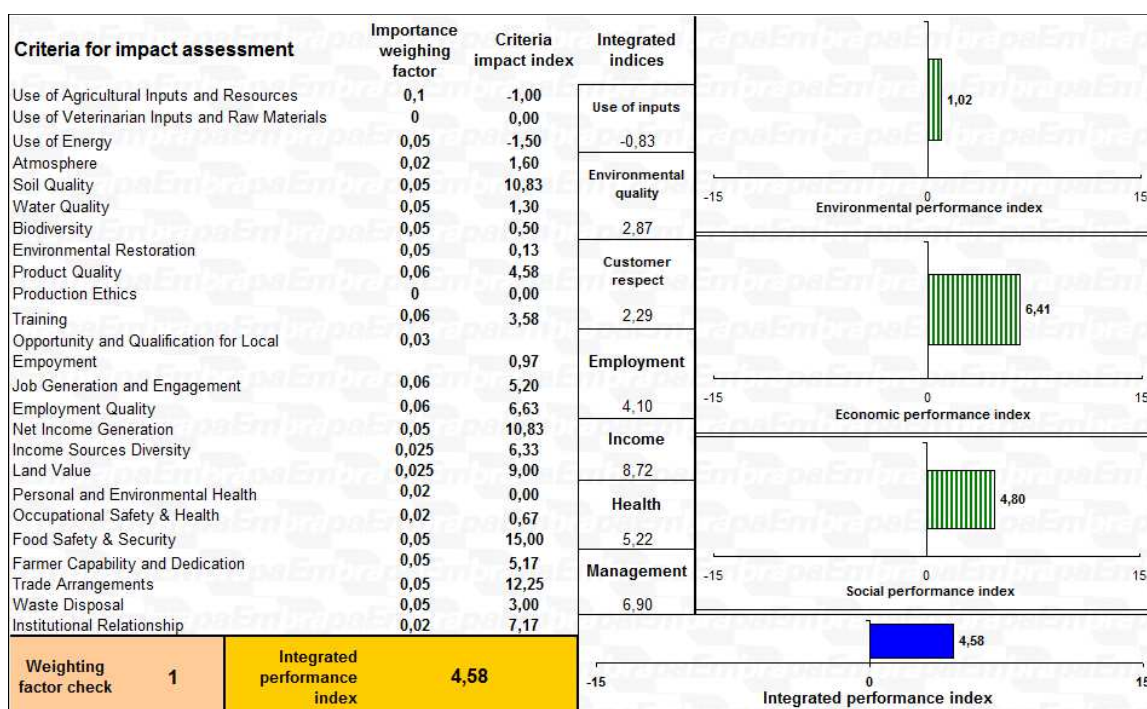 Criteria for impact assessment
Importance weighing factor
Criteria impact index
Integrated indices
Use of Agricultural Inputs and Resources 0,1 -1,00
Use of Veterinarian Inputs and Raw Materials 0 0,00
Use of Energy 0,05 -1,50
Atmosphere 0,02 1,60
Soil Quality 0,05 10,83
Water Quality 0,05 1,30
Biodiversity 0,05 0,50
Environmental Restoration 0,05 0,13
Product Quality 0,06 4,58
Production Ethics 0 0,00
Training 0,06 3,58
Opportunity and Qualification for Local 0,03
Empoyment 0,97
Job Generation and Engagement 0,06 5,20
Employment Quality 0,06 6,63
Net Income Generation 0,05 10,83
Income Sources Diversity 0,025 6,33
Land Value 0,025 9,00
Personal and Environmental Health 0,02 0,00
Occupational Safety & Health 0,02 0,67
Food Safety & Security 0,05 15,00
Farmer Capability and Dedication 0,05 5,17
Trade Arrangements 0,05 12,25
Waste Disposal 0,05 3,00
Institutional Relationship 0,02 7,17
Use of inputs
-0,83
Environmental quality
2,87
Customer respect
2,29
Employment
4,10
Income
8,72
Health
5,22
Management
6,90
1,02
-15 0 15
Environmental performance index
6,41
-15 0 15
Economic performance index
4,80
-15 0 15
Social performance index
Weighting factor check 1
Integrated performance index 4,58
4,58
-15 0 15
Integrated performance index